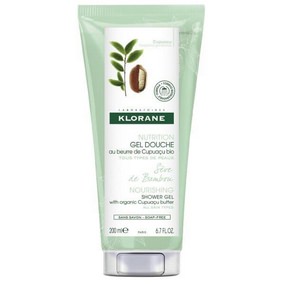 LABORATOIRES
KLORANE
NUTRITION
GEL DOUCHE
au beurre de Cupuaçu bio
TOUS TYPES DE PEAUX
Sève
de Bambou
NOURISHING
SHOWER GEL
with organic Cupuaçu butter
ALL SKIN TYPES
SANS SAVON - SOAP-FREE
200 ml ℮
PARIS
6.7 FL.OZ.